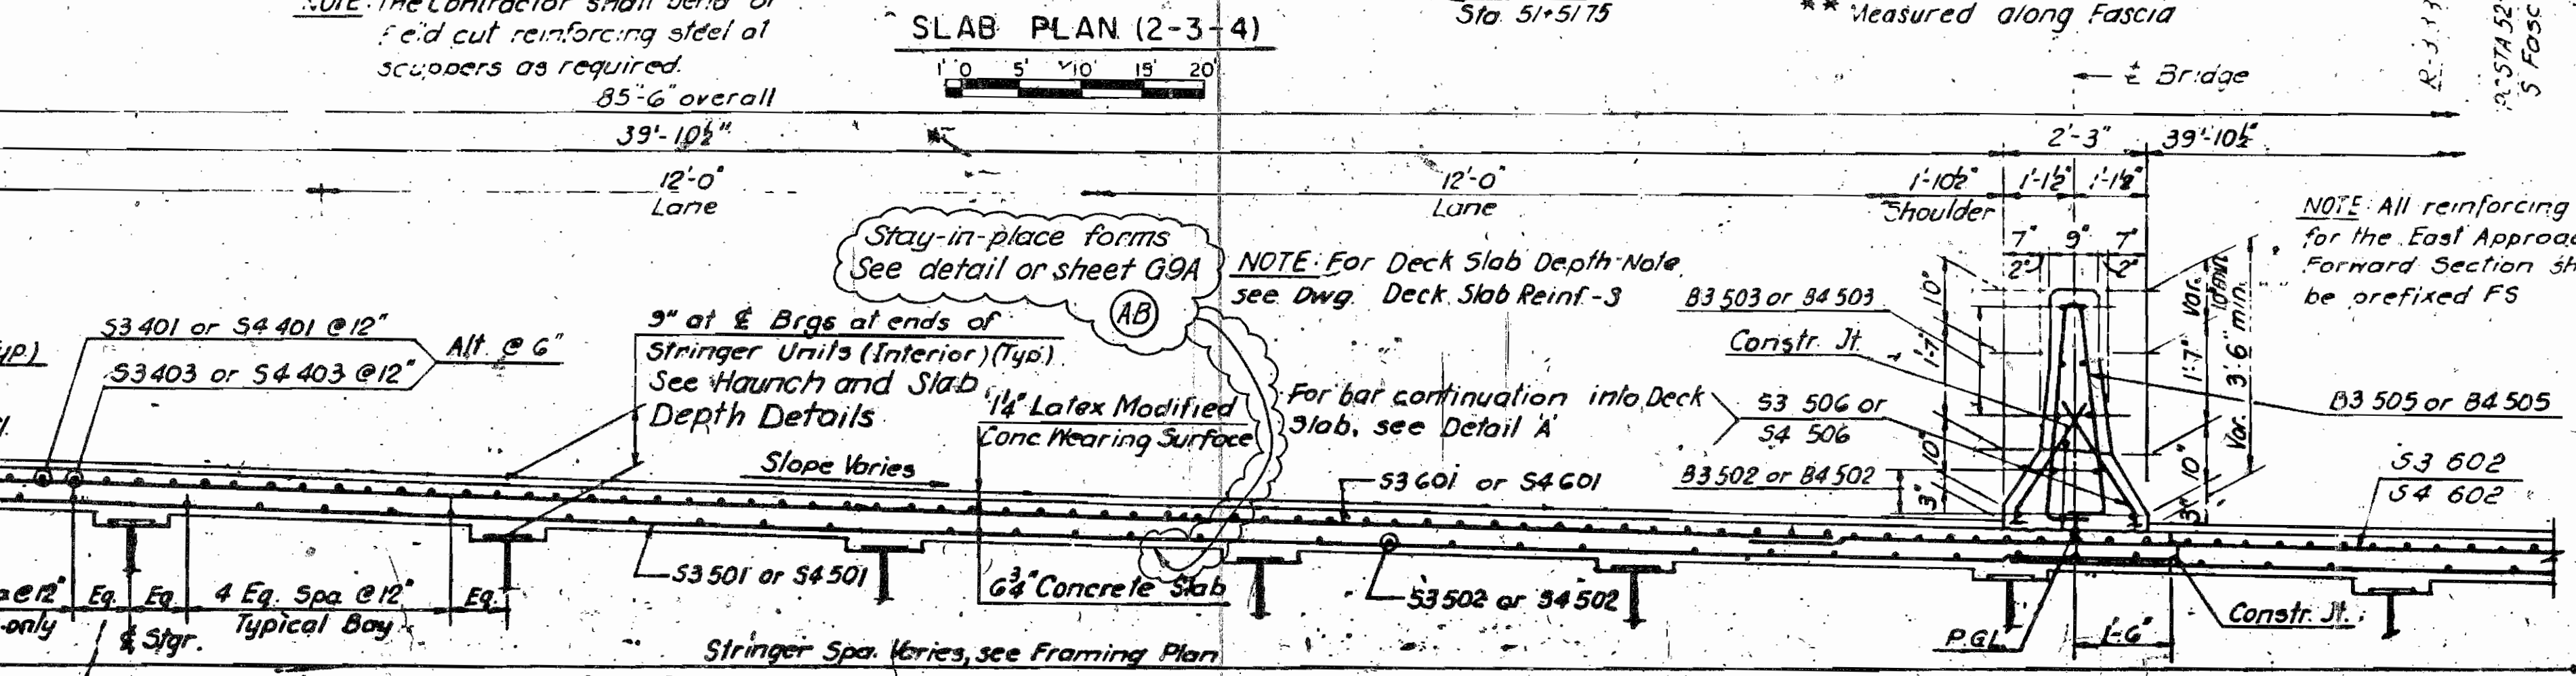 NOTE: The Contractor shall bend or
field cut reinforcing steel at
scuppers as required.
SLAB PLAN (2-3-4)
1' 0 5' 10' 15' 20'
Sta. 51+51.75
** Measured along Fascia
℄ Bridge
85'-6" overall
39'-10½"
2'-3"
39'-10½"
12'-0"
Lane
12'-0"
Lane
1'-10½"
Shoulder
1'-1½"
1'-1½"
7" 9" 7"
2" 2"
Stay-in-place forms
See detail or sheet G9A
AB
NOTE: For Deck Slab Depth Note,
see Dwg. Deck Slab Reinf.-3
NOTE: All reinforcing
for the East Approa
Forward Section sh
be prefixed FS
S3 401 or S4 401 @ 12"
S3 403 or S4 403 @ 12"
Alt. @ 6"
9" at ℄ Brgs at ends of
Stringer Units (Interior) (Typ.)
See Haunch and Slab
Depth Details
1¼" Latex Modified
Conc Wearing Surface
Slope Varies
For bar continuation into Deck
Slab, see Detail 'A'
B3 503 or B4 503
Constr. Jt.
S3 506 or
S4 506
B3 502 or B4 502
10"
1'-7"
10"
3"
Var.
1'-7"
10"
3"
Var. 3'-6" min.
B3 505 or B4 505
S3 602
S4 602
S3 601 or S4 601
S3 501 or S4 501
6¾" Concrete Slab
S3 502 or S4 502
@ 12"
only
Eq. Eq. 4 Eq. Spa @ 12" Eq.
Typical Bay
℄ Stgr.
Stringer Spa. Varies, see Framing Plan
P.G.L.
1'-6"
Constr. Jt.